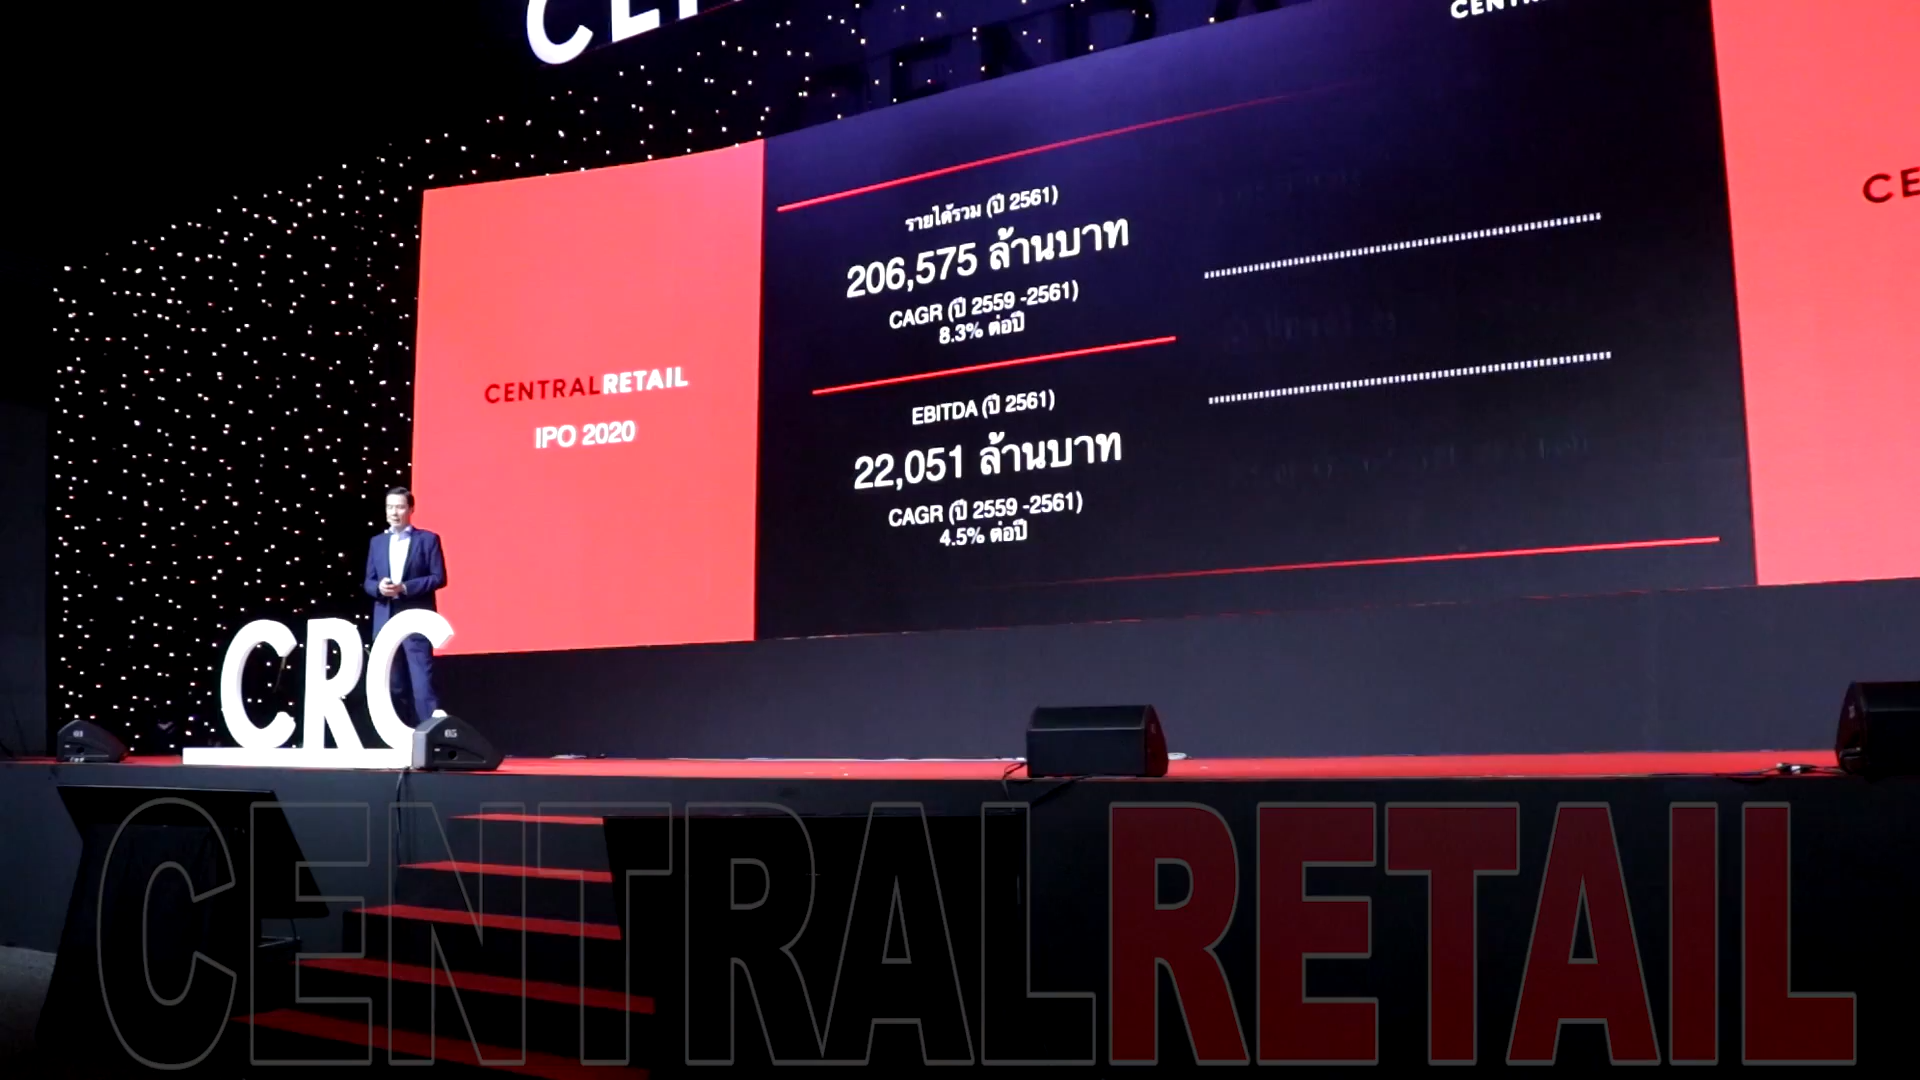 CENTRALRETAIL
IPO 2020
รายได้รวม (ปี 2561)
206,575 ล้านบาท
CAGR (ปี 2559 -2561)
8.3% ต่อปี
EBITDA (ปี 2561)
22,051 ล้านบาท
CAGR (ปี 2559 -2561)
4.5% ต่อปี
CRC
01
05
CENTRALRETAIL